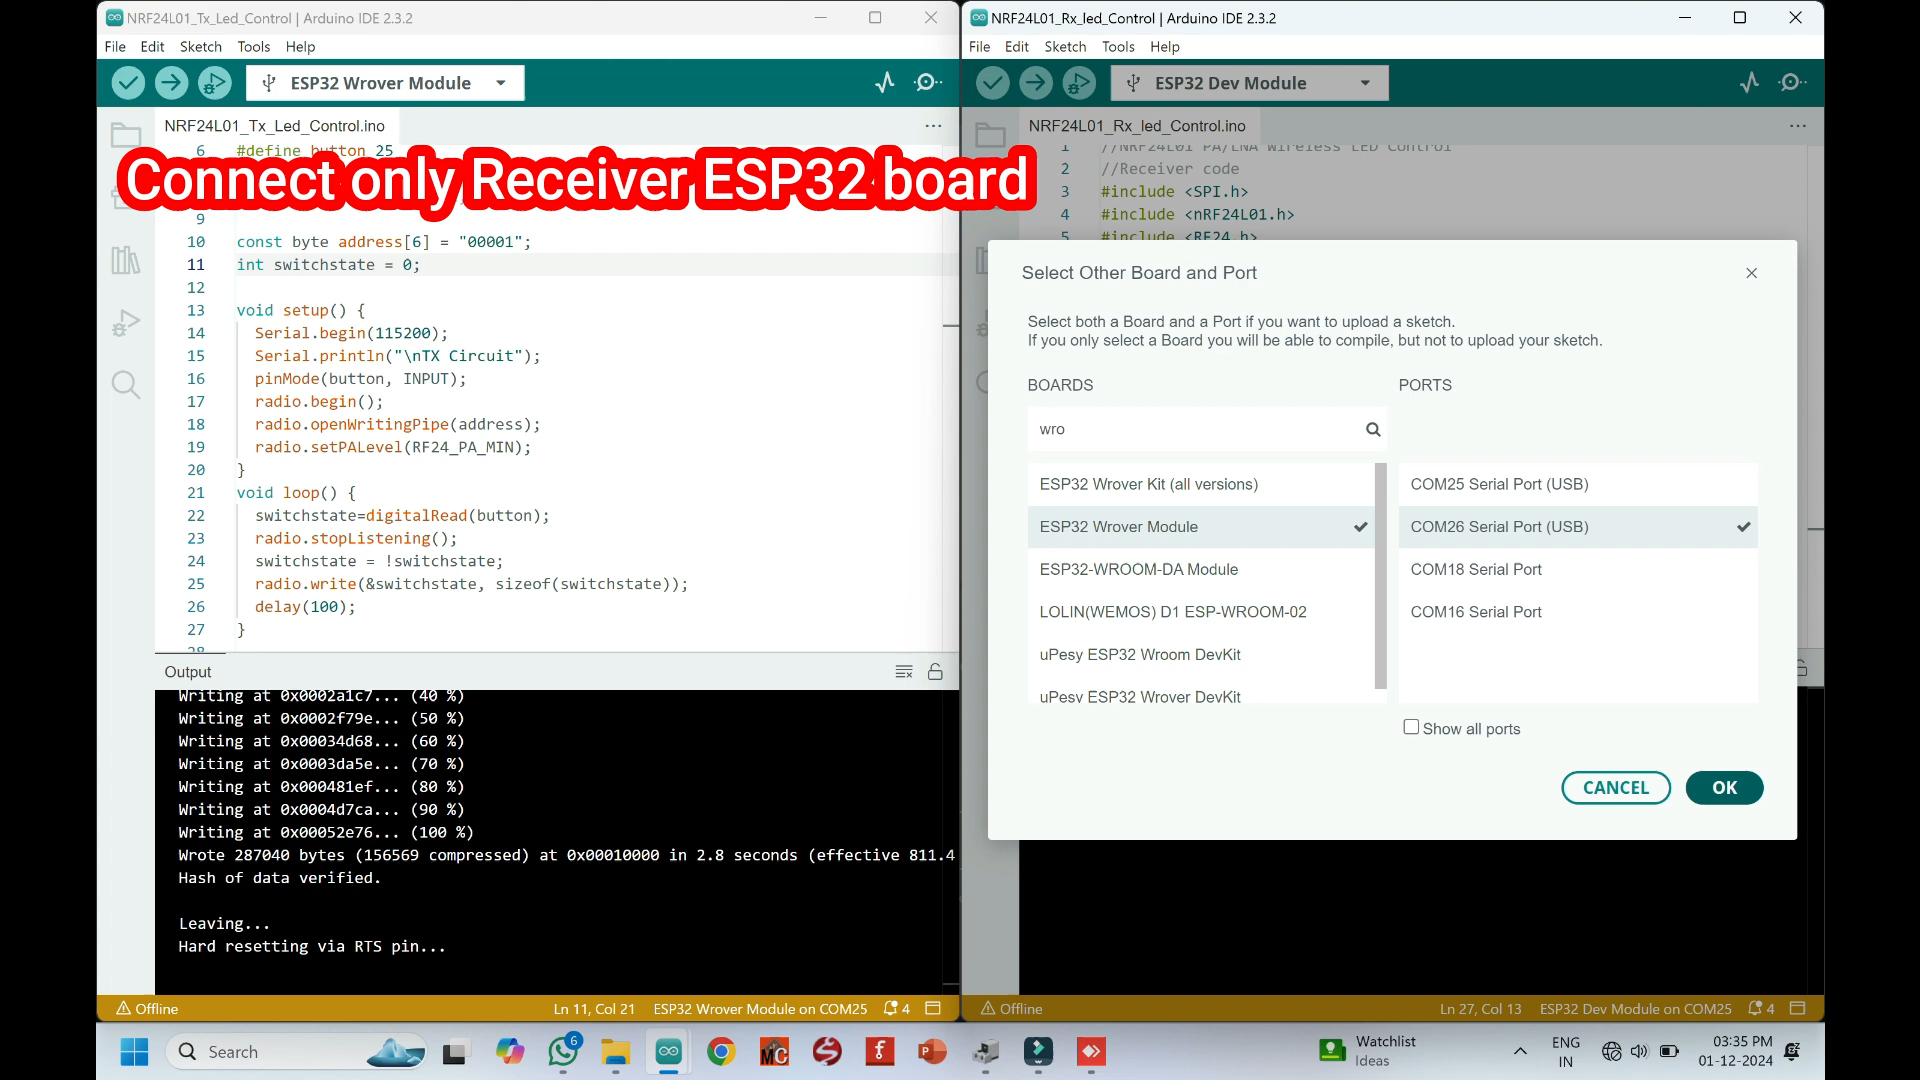 NRF24L01_Tx_Led_Control | Arduino IDE 2.3.2
File Edit Sketch Tools Help
ESP32 Wrover Module
NRF24L01_Tx_Led_Control.ino
6 #define button 25
Connect only Receiver ESP32 board
9
10 const byte address[6] = "00001";
11 int switchstate = 0;
12
13 void setup() {
14 Serial.begin(115200);
15 Serial.println("\nTX Circuit");
16 pinMode(button, INPUT);
17 radio.begin();
18 radio.openWritingPipe(address);
19 radio.setPALevel(RF24_PA_MIN);
20 }
21 void loop() {
22 switchstate=digitalRead(button);
23 radio.stopListening();
24 switchstate = !switchstate;
25 radio.write(&switchstate, sizeof(switchstate));
26 delay(100);
27 }
28
Output
Writing at 0x0002a1c7... (40 %)
Writing at 0x0002f79e... (50 %)
Writing at 0x00034d68... (60 %)
Writing at 0x0003da5e... (70 %)
Writing at 0x000481ef... (80 %)
Writing at 0x0004d7ca... (90 %)
Writing at 0x00052e76... (100 %)
Wrote 287040 bytes (156569 compressed) at 0x00010000 in 2.8 seconds (effective 811.4
Hash of data verified.
Leaving...
Hard resetting via RTS pin...
Offline
Ln 11, Col 21 ESP32 Wrover Module on COM25 4
NRF24L01_Rx_led_Control | Arduino IDE 2.3.2
File Edit Sketch Tools Help
ESP32 Dev Module
NRF24L01_Rx_led_Control.ino
1 //NRF24L01 PA/LNA Wireless LED Control
2 //Receiver code
3 #include <SPI.h>
4 #include <nRF24L01.h>
5 #include <RF24.h>
Select Other Board and Port
Select both a Board and a Port if you want to upload a sketch.
If you only select a Board you will be able to compile, but not to upload your sketch.
BOARDS
wro
ESP32 Wrover Kit (all versions)
ESP32 Wrover Module
ESP32-WROOM-DA Module
LOLIN(WEMOS) D1 ESP-WROOM-02
uPesy ESP32 Wroom DevKit
uPesy ESP32 Wrover DevKit
PORTS
COM25 Serial Port (USB)
COM26 Serial Port (USB)
COM18 Serial Port
COM16 Serial Port
Show all ports
CANCEL OK
Offline
Ln 27, Col 13 ESP32 Dev Module on COM25 4
Search
6
MC
Watchlist
Ideas
ENG
IN
03:35 PM
01-12-2024